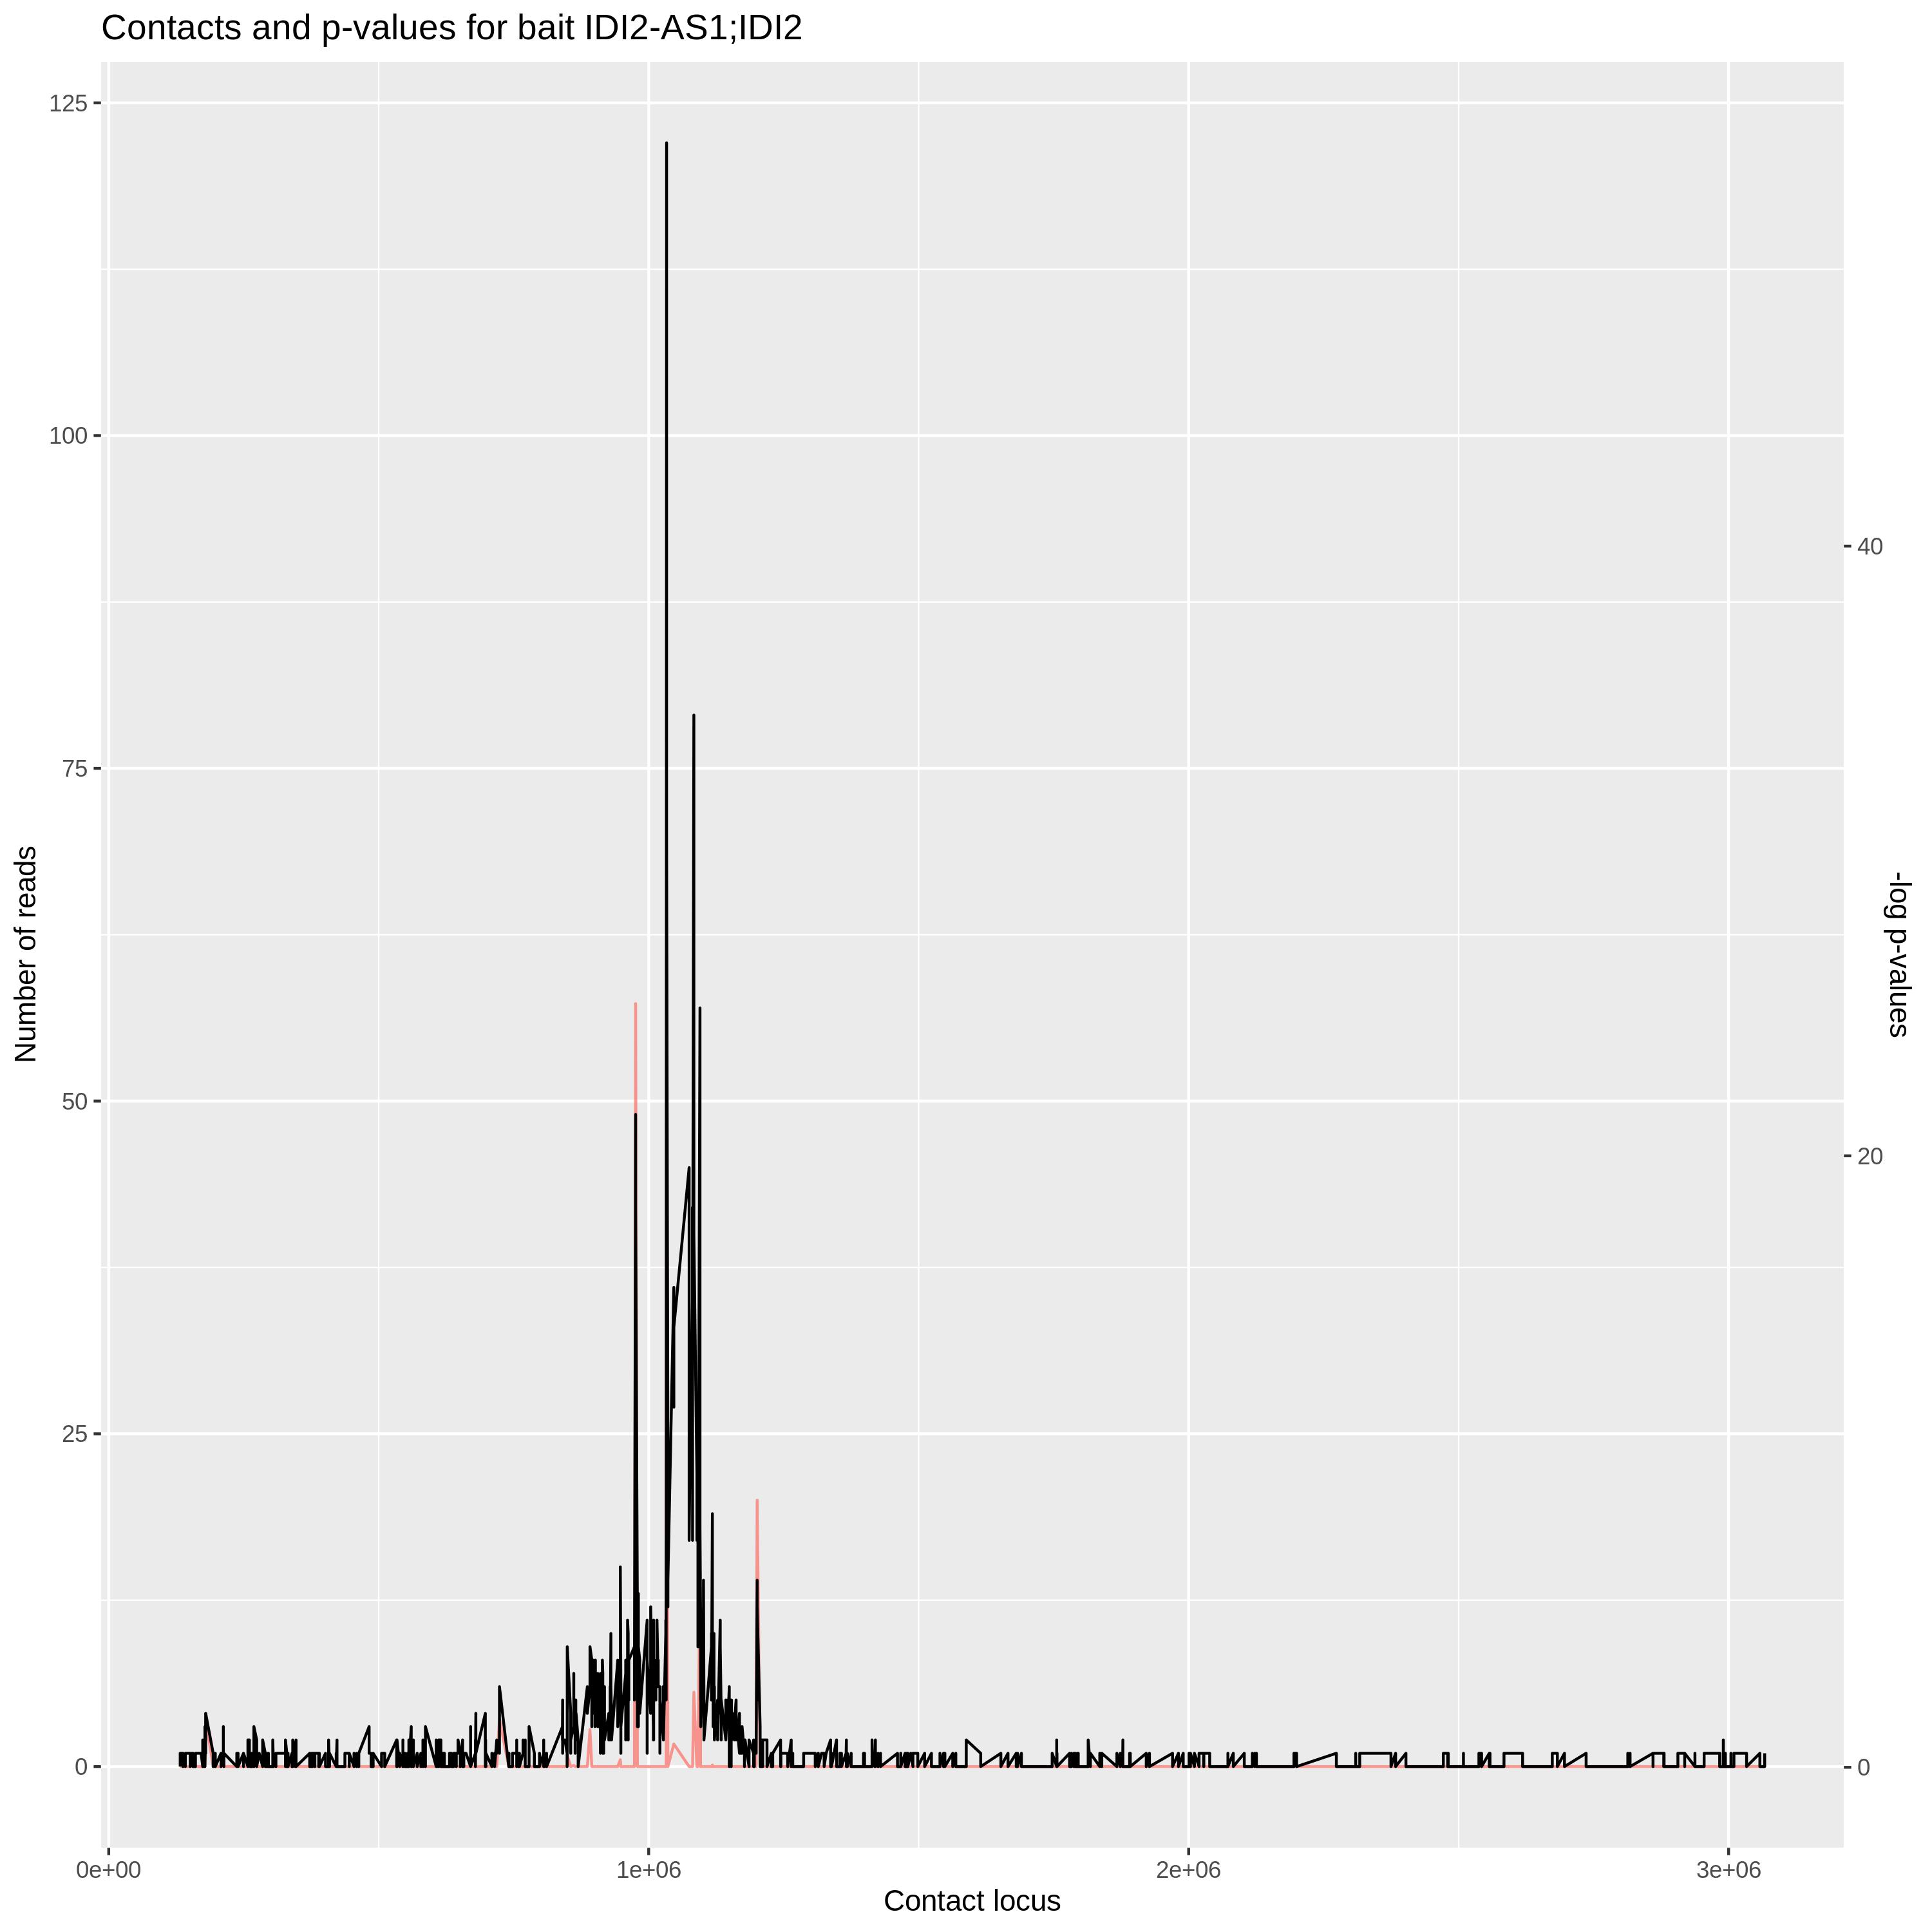 Contacts and p-values for bait IDI2-AS1;IDI2
125
100
75
50
25
0
Number of reads
40
20
0
-log p-values
0e+00
1e+06
2e+06
3e+06
Contact locus